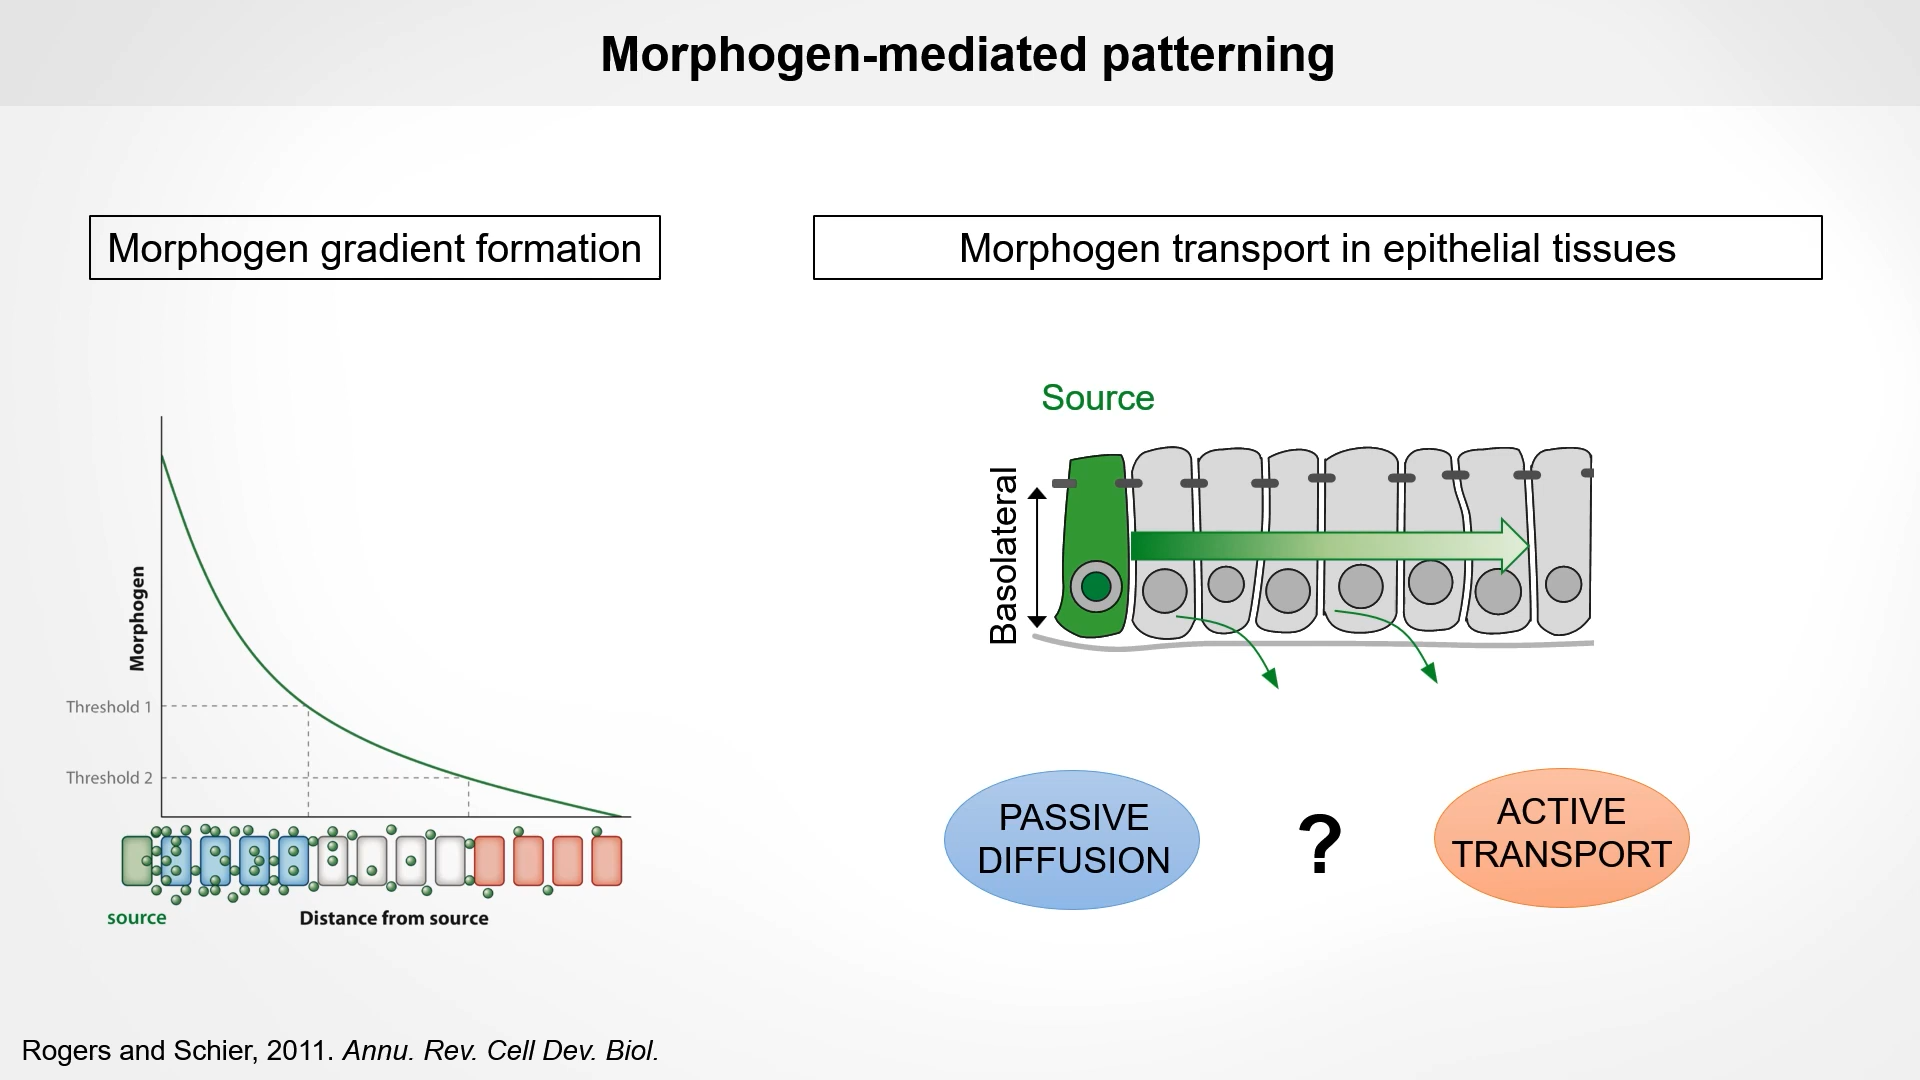 Morphogen-mediated patterning
Morphogen gradient formation
Morphogen
Threshold 1
Threshold 2
source
Distance from source
Morphogen transport in epithelial tissues
Source
Basolateral
PASSIVE
DIFFUSION
?
ACTIVE
TRANSPORT
Rogers and Schier, 2011. Annu. Rev. Cell Dev. Biol.